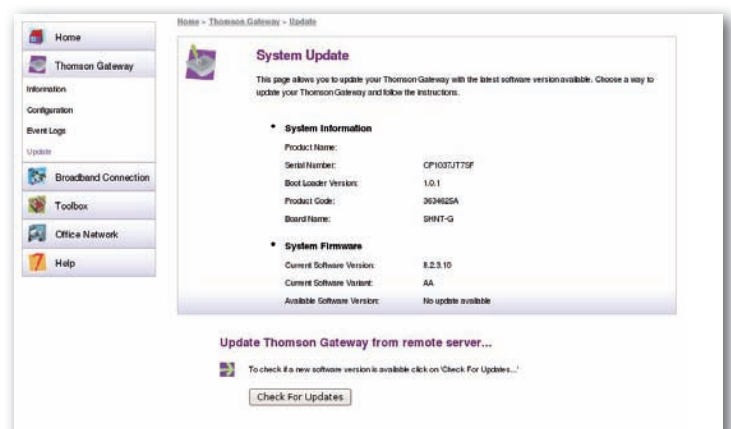 Home > Thomson Gateway > Update
Home
Thomson Gateway
Information
Configuration
Event Logs
Update
Broadband Connection
Toolbox
Office Network
Help
System Update
This page allows you to update your Thomson Gateway with the latest software version available. Choose a way to
update your Thomson Gateway and follow the instructions.
• System Information
Product Name:
Serial Number: CP1037JT7SF
Boot Loader Version: 1.0.1
Product Code: 3634625A
Board Name: SHNT-G
• System Firmware
Current Software Version: 8.2.3.10
Current Software Variant: AA
Available Software Version: No update available
Update Thomson Gateway from remote server...
To check if a new software version is available click on 'Check For Updates...'
Check For Updates